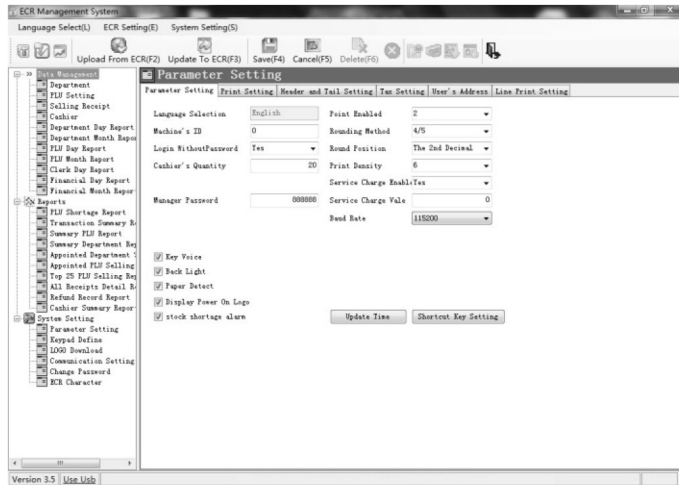 ECR Management System
Language Select(L) ECR Setting(E) System Setting(S)
Upload From ECR(F2) Update To ECR(F3) Save(F4) Cancel(F5) Delete(F6)
Data Management
Department
PLU Setting
Selling Receipt
Cashier
Department Day Report
Department Month Repor
PLU Day Report
PLU Month Report
Clerk Day Report
Financial Day Report
Financial Month Repor
Reports
PLU Shortage Report
Transaction Summary R
Summary PLU Report
Summary Department Rep
Appointed Department
Appointed PLU Selling
Top 25 PLU Selling Rep
All Receipts Detail R
Refund Record Report
Cashier Summary Repor
System Setting
Parameter Setting
Keypad Define
LOGO Download
Communication Setting
Change Password
ECR Character
Parameter Setting
Parameter Setting Print Setting Header and Tail Setting Tax Setting User's Address Line Print Setting
Language Selection English Point Enabled 2
Machine's ID 0 Rounding Method 4/5
Login WithoutPassword Yes Round Position The 2nd Decimal
Cashier's Quantity 20 Print Density 6
Service Charge Enabl Yes
Manager Password 888888 Service Charge Vale 0
Baud Rate 115200
Key Voice
Back Light
Paper Detect
Display Power On Logo
stock shortage alarm Update Time Shortcut Key Setting
Version 3.5 Use Usb